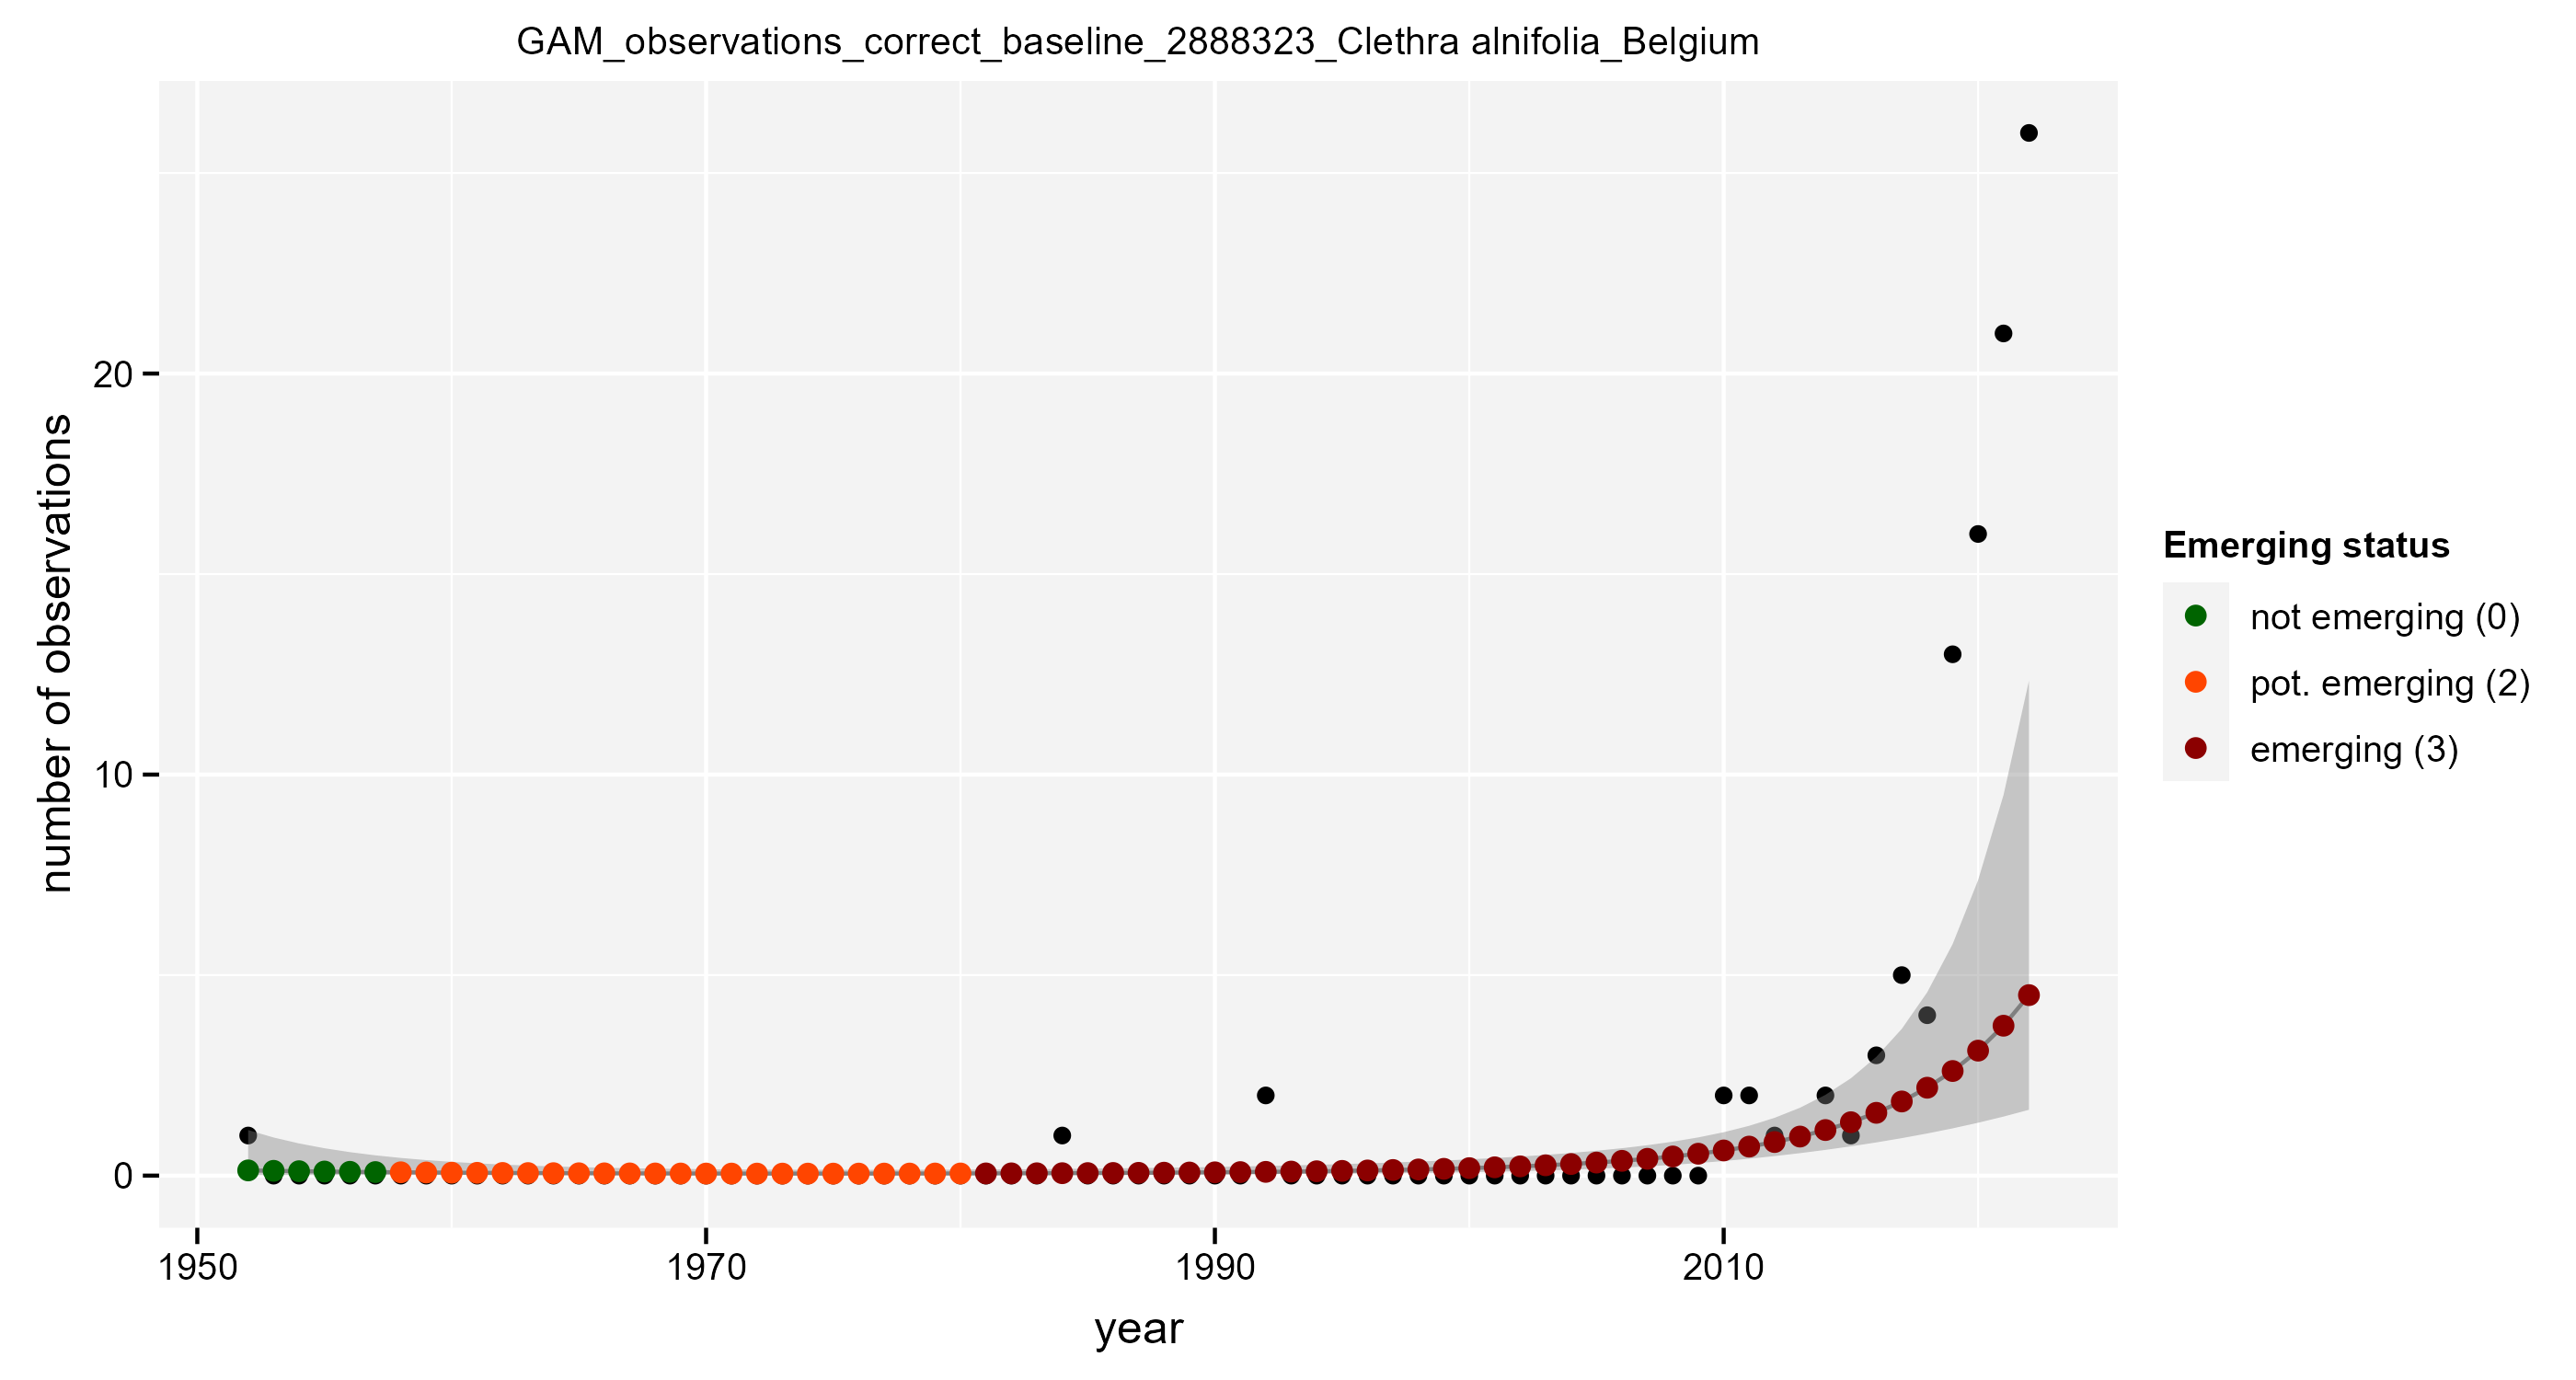 GAM_observations_correct_baseline_2888323_Clethra alnifolia_Belgium
number of observations
20
10
0
1950
1970
1990
2010
year
Emerging status
not emerging (0)
pot. emerging (2)
emerging (3)